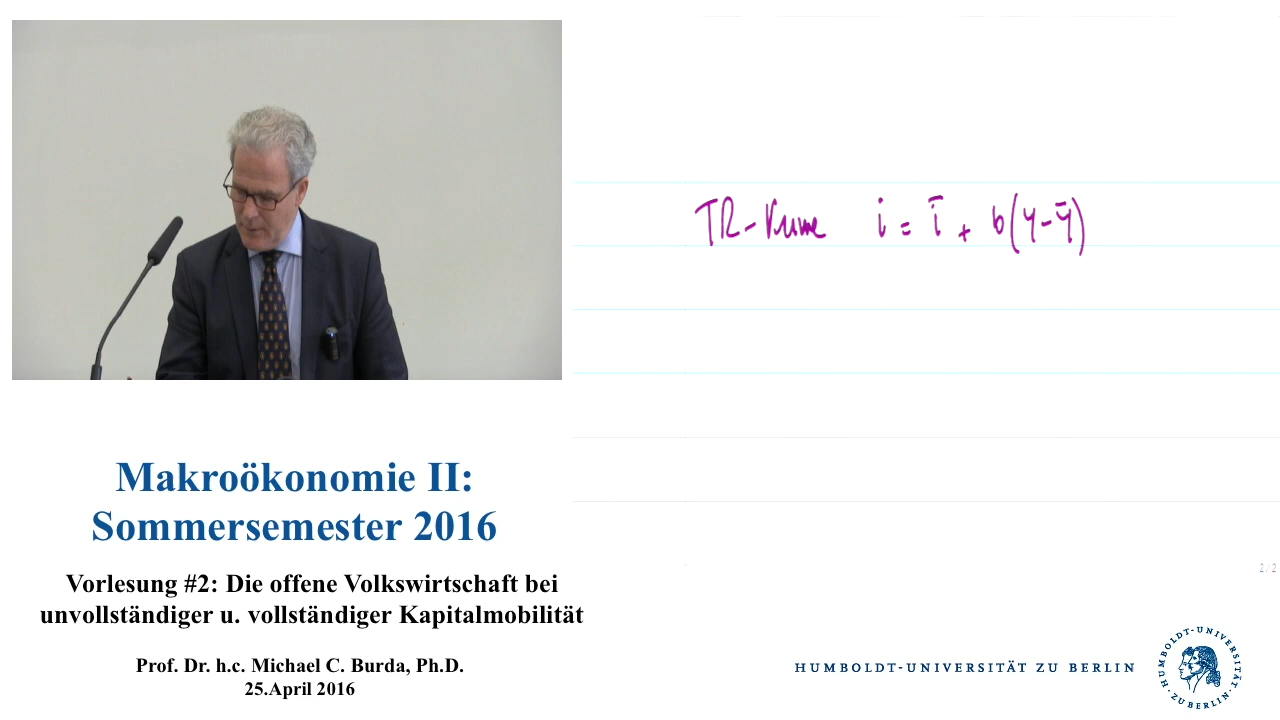 TR-Kurve i = ī + b(Y-Ȳ)
Makroökonomie II:
Sommersemester 2016
Vorlesung #2: Die offene Volkswirtschaft bei
unvollständiger u. vollständiger Kapitalmobilität
Prof. Dr. h.c. Michael C. Burda, Ph.D.
25.April 2016
2/2
HUMBOLDT-UNIVERSITÄT ZU BERLIN
HUMBOLDT-UNIVERSITÄT ZU BERLIN